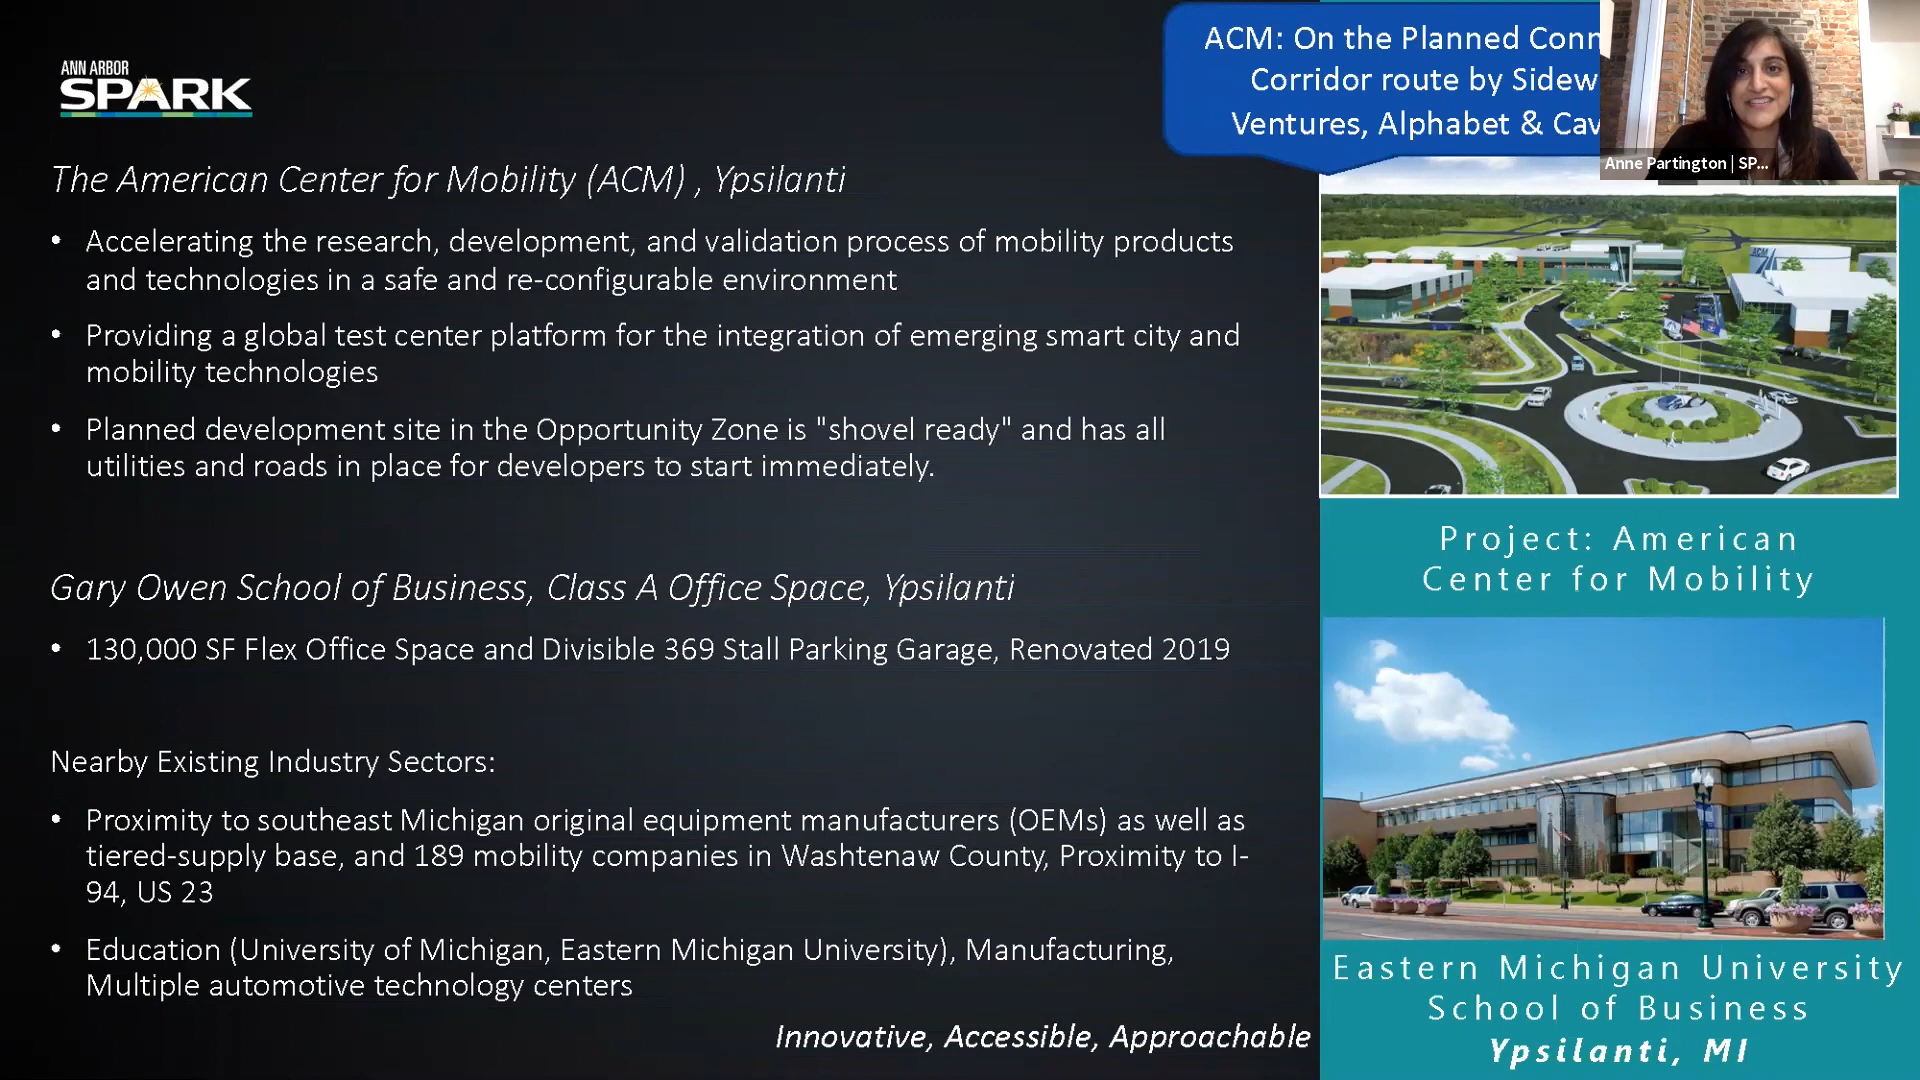 ANN ARBOR
SPARK
ACM: On the Planned
Corridor route by
Ventures, Alphabet &
Anne Partington | SP...
The American Center for Mobility (ACM) , Ypsilanti
• Accelerating the research, development, and validation process of mobility products
and technologies in a safe and re-configurable environment
• Providing a global test center platform for the integration of emerging smart city and
mobility technologies
• Planned development site in the Opportunity Zone is "shovel ready" and has all
utilities and roads in place for developers to start immediately.
Gary Owen School of Business, Class A Office Space, Ypsilanti
• 130,000 SF Flex Office Space and Divisible 369 Stall Parking Garage, Renovated 2019
Nearby Existing Industry Sectors:
• Proximity to southeast Michigan original equipment manufacturers (OEMs) as well as
tiered-supply base, and 189 mobility companies in Washtenaw County, Proximity to I-
94, US 23
• Education (University of Michigan, Eastern Michigan University), Manufacturing,
Multiple automotive technology centers
Innovative, Accessible, Approachable
ACM
Project: American
Center for Mobility
Eastern Michigan University
School of Business
Ypsilanti, MI